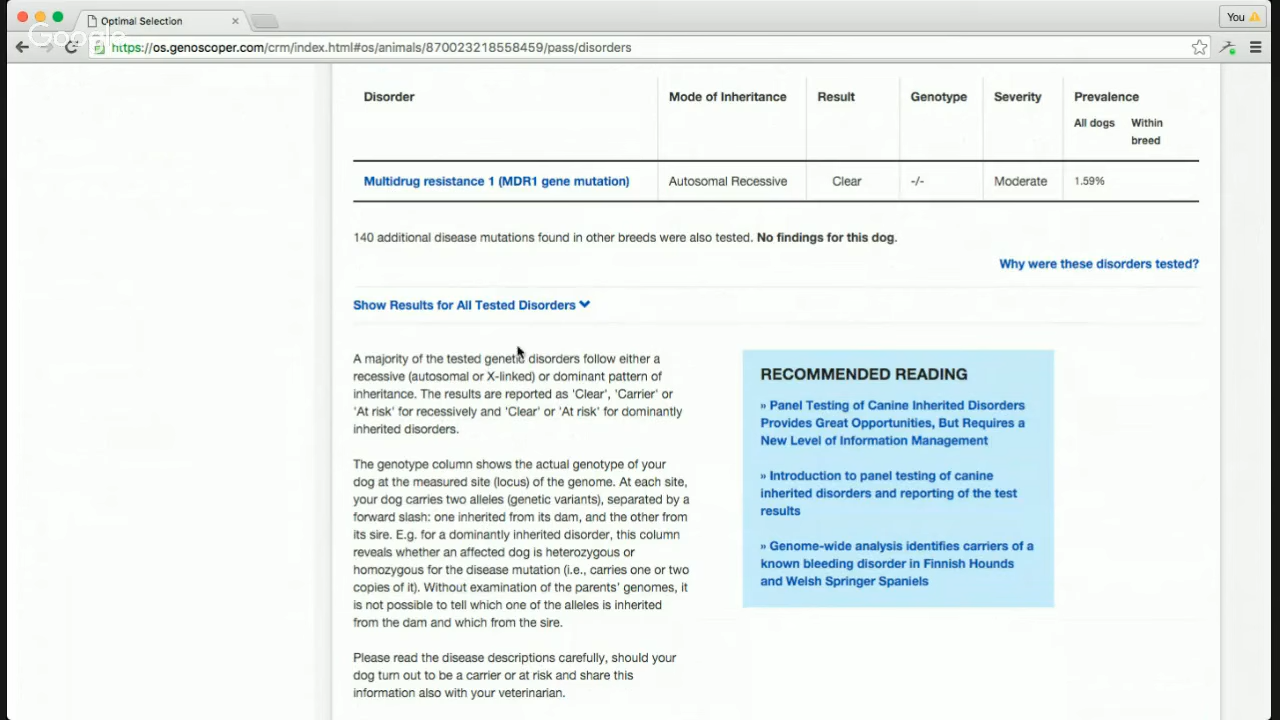 Optimal Selection
You
Google
https://os.genoscoper.com/crm/index.html#os/animals/870023218558459/pass/disorders
Disorder Mode of Inheritance Result Genotype Severity Prevalence
All dogs Within
breed
Multidrug resistance 1 (MDR1 gene mutation) Autosomal Recessive Clear -/- Moderate 1.59%
140 additional disease mutations found in other breeds were also tested. No findings for this dog.
Why were these disorders tested?
Show Results for All Tested Disorders
A majority of the tested genetic disorders follow either a
recessive (autosomal or X-linked) or dominant pattern of
inheritance. The results are reported as 'Clear', 'Carrier' or
'At risk' for recessively and 'Clear' or 'At risk' for dominantly
inherited disorders.
The genotype column shows the actual genotype of your
dog at the measured site (locus) of the genome. At each site,
your dog carries two alleles (genetic variants), separated by a
forward slash: one inherited from its dam, and the other from
its sire. E.g. for a dominantly inherited disorder, this column
reveals whether an affected dog is heterozygous or
homozygous for the disease mutation (i.e., carries one or two
copies of it). Without examination of the parents' genomes, it
is not possible to tell which one of the alleles is inherited
from the dam and which from the sire.
Please read the disease descriptions carefully, should your
dog turn out to be a carrier or at risk and share this
information also with your veterinarian.
RECOMMENDED READING
» Panel Testing of Canine Inherited Disorders
Provides Great Opportunities, But Requires a
New Level of Information Management
» Introduction to panel testing of canine
inherited disorders and reporting of the test
results
» Genome-wide analysis identifies carriers of a
known bleeding disorder in Finnish Hounds
and Welsh Springer Spaniels